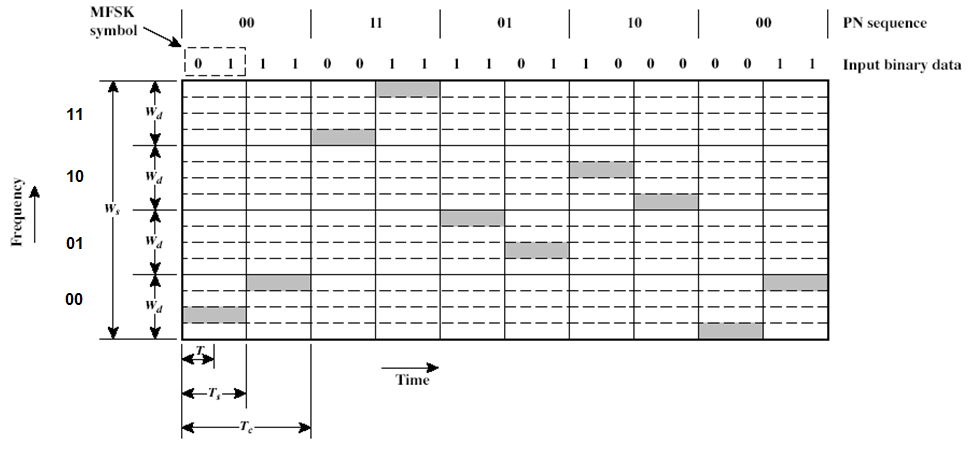 MFSK
symbol
00 11 01 10 00 PN sequence
0 1 1 1 0 0 1 1 1 1 0 1 1 0 0 0 0 0 1 1 Input binary data
11 Wd
10 Wd
Ws
Frequency
01 Wd
00 Wd
T
Time
Ts
Tc